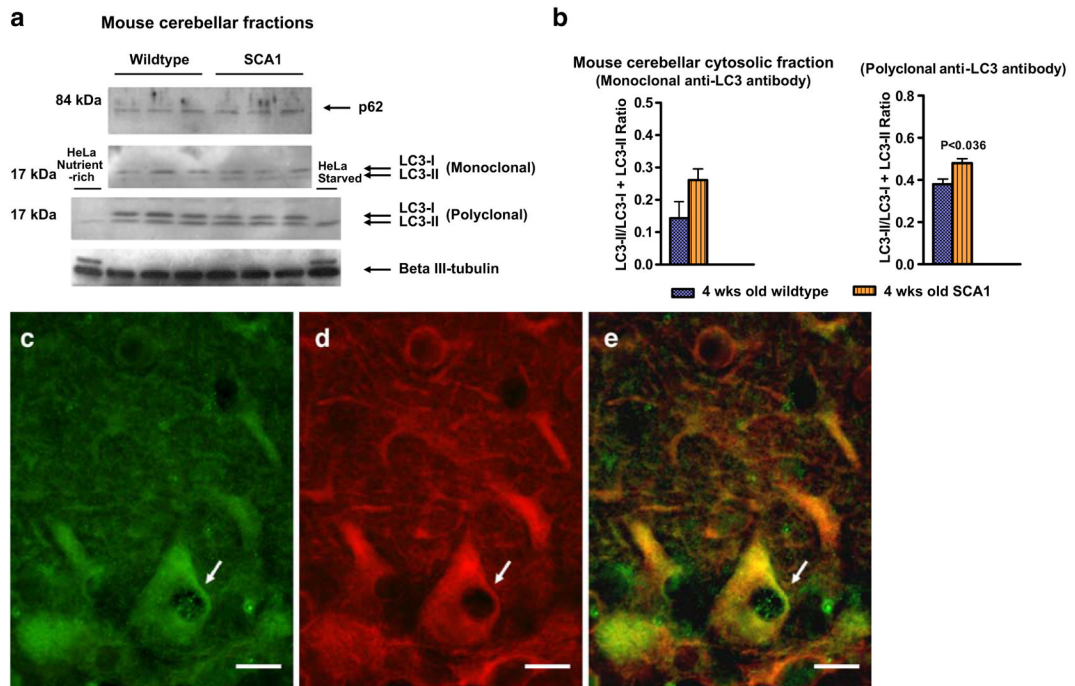 a
Mouse cerebellar fractions
Wildtype
SCA1
84 kDa
p62
HeLa
Nutrient
-rich
17 kDa
HeLa
Starved
LC3-I
LC3-II
(Monoclonal)
17 kDa
LC3-I
LC3-II
(Polyclonal)
Beta III-tubulin
b
Mouse cerebellar cytosolic fraction
(Monoclonal anti-LC3 antibody)
LC3-II/LC3-I + LC3-II Ratio
0.5
0.4
0.3
0.2
0.1
0.0
(Polyclonal anti-LC3 antibody)
LC3-II/LC3-I + LC3-II Ratio
0.8
0.6
0.4
0.2
0.0
P<0.036
4 wks old wildtype
4 wks old SCA1
c
d
e